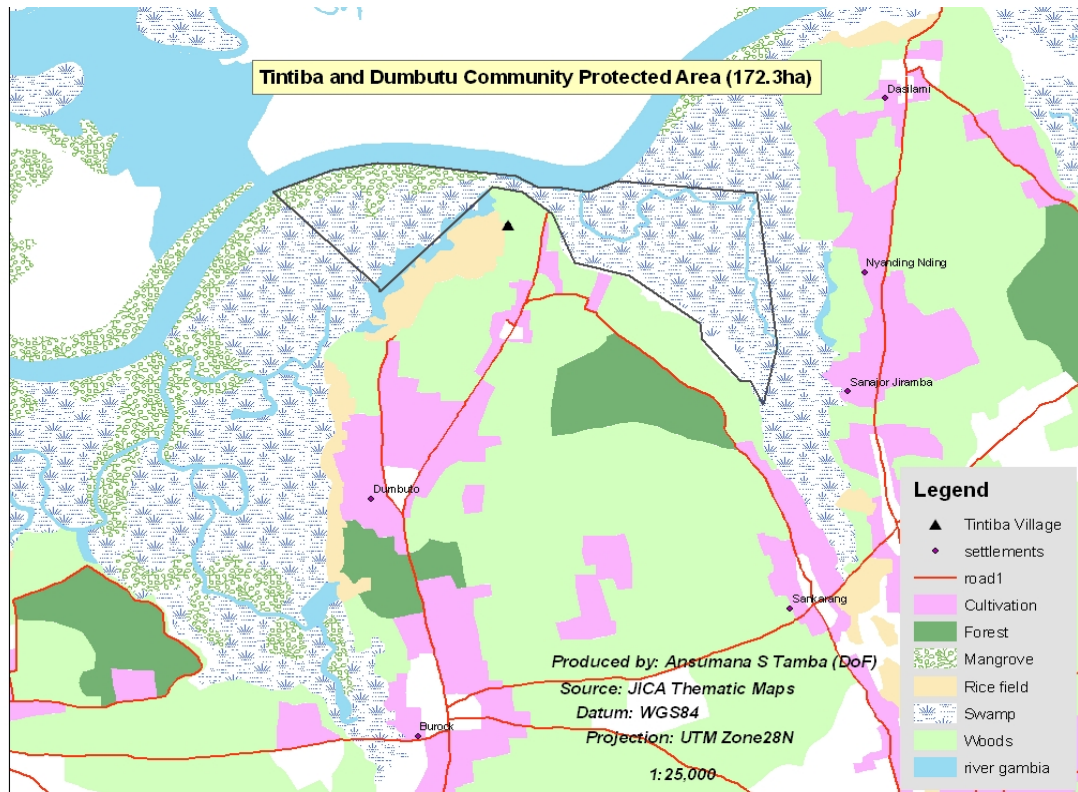 Tintiba and Dumbutu Community Protected Area (172.3ha)
Dasilami
Nyanding Nding
Sanajor Jiramba
Dumbuto
Sankarang
Burock
Produced by: Ansumana S Tamba (DoF)
Source: JICA Thematic Maps
Datum: WGS84
Projection: UTM Zone28N
1:25,000
Legend
Tintiba Village
settlements
road1
Cultivation
Forest
Mangrove
Rice field
Swamp
Woods
river gambia